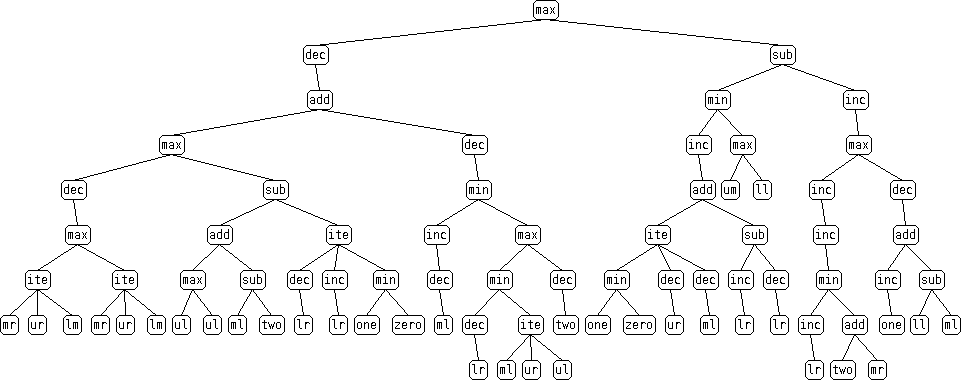 max
dec sub
add min inc
max dec inc max max
dec sub min add um ll inc dec
max add ite inc max ite sub inc add
ite ite max sub dec inc min dec min dec min dec dec inc dec min inc sub
mr ur lm mr ur lm ul ul ml two lr lr one zero ml dec ite two one zero ur ml lr lr inc add one ll ml
lr ml ur ul lr two mr